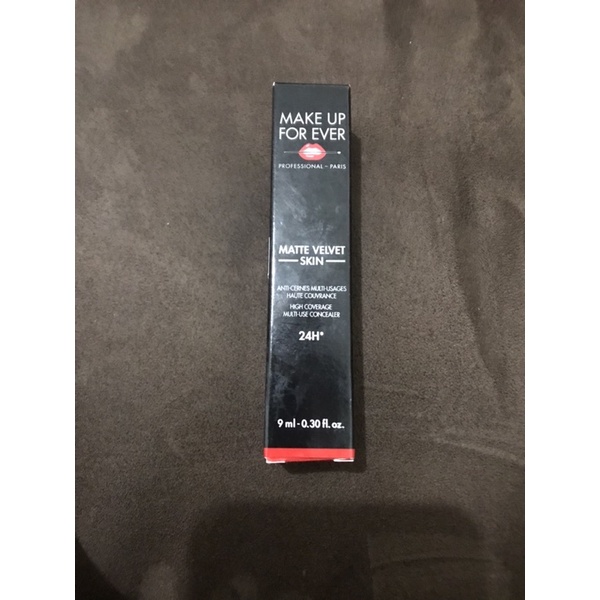 MAKE UP
FOR EVER
PROFESSIONAL - PARIS
MATTE VELVET
SKIN
ANTI-CERNES MULTI-USAGES
HAUTE COUVRANCE
HIGH COVERAGE
MULTI-USE CONCEALER
24H*
9 ml - 0.30 fl. oz.